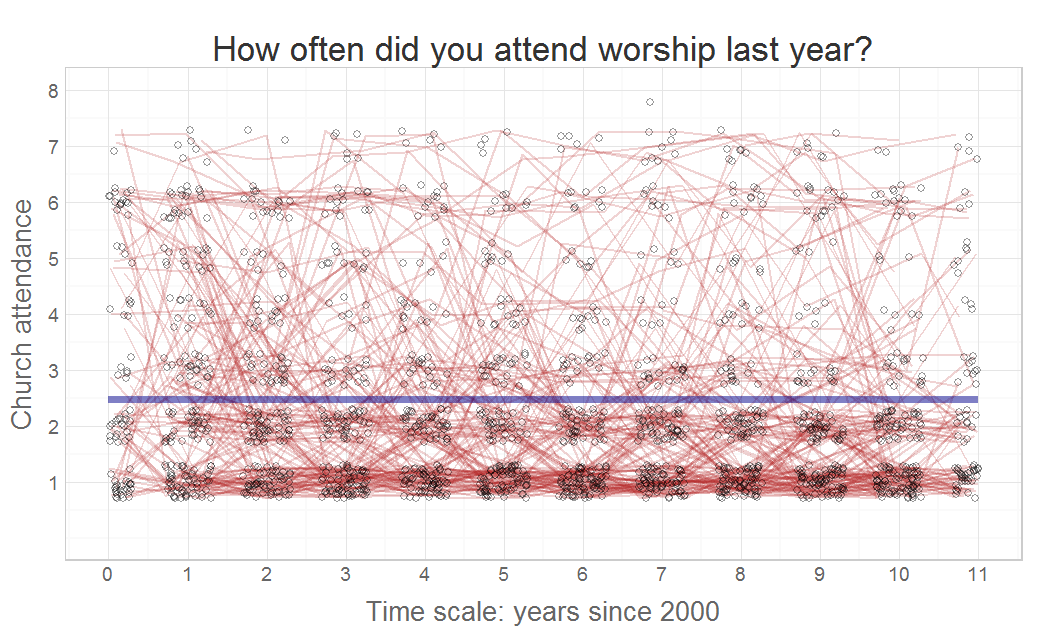 How often did you attend worship last year?
8
7
6
5
4
3
2
1
Church attendance
0 1 2 3 4 5 6 7 8 9 10 11
Time scale: years since 2000